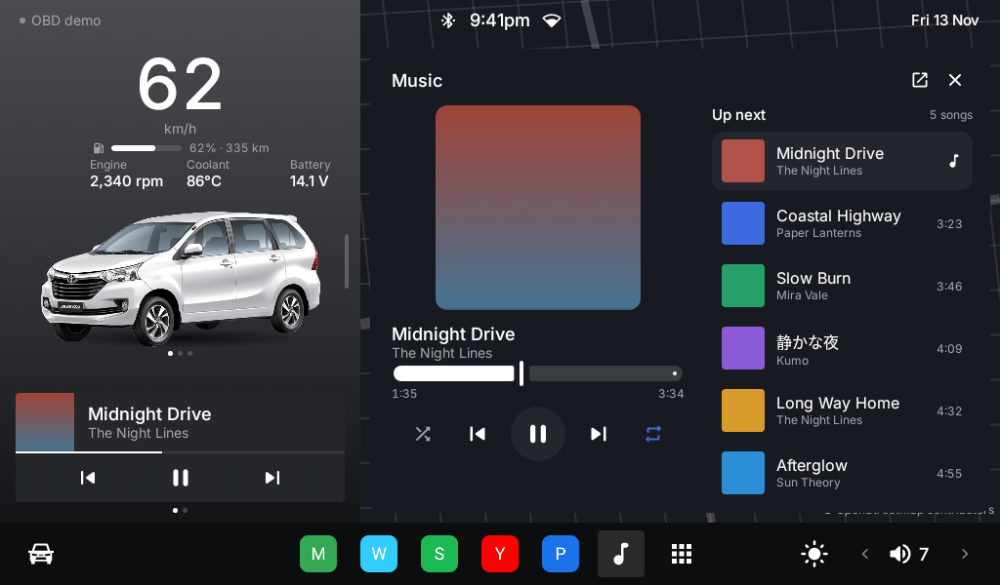 OBD demo
62
km/h
62% · 335 km
Engine
2,340 rpm
Coolant
86°C
Battery
14.1 V
Midnight Drive
The Night Lines
9:41pm
Fri 13 Nov
Music
Midnight Drive
The Night Lines
1:35
3:34
Up next
5 songs
Midnight Drive
The Night Lines
Coastal Highway
Paper Lanterns
3:23
Slow Burn
Mira Vale
3:46
静かな夜
Kumo
4:09
Long Way Home
The Night Lines
4:32
Afterglow
Sun Theory
4:55
M
W
S
Y
P
7